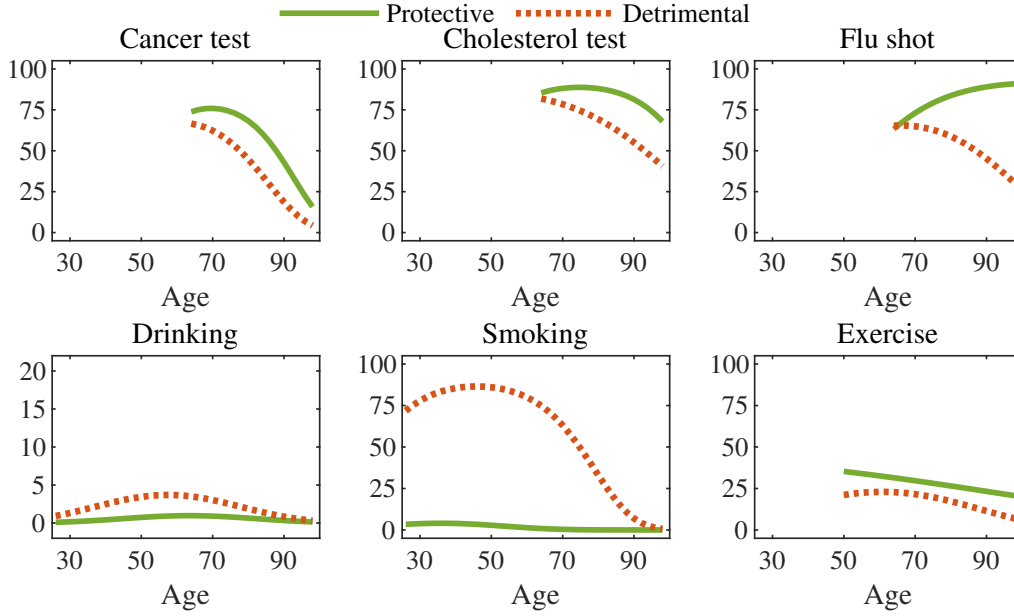 Protective Detrimental
Cancer test Cholesterol test Flu shot
100 100 100
75 75 75
50 50 50
25 25 25
0 0 0
30 50 70 90 30 50 70 90 30 50 70 90
Age Age Age
Drinking Smoking Exercise
20 100 100
15 75 75
10 50 50
5 25 25
0 0 0
30 50 70 90 30 50 70 90 30 50 70 90
Age Age Age